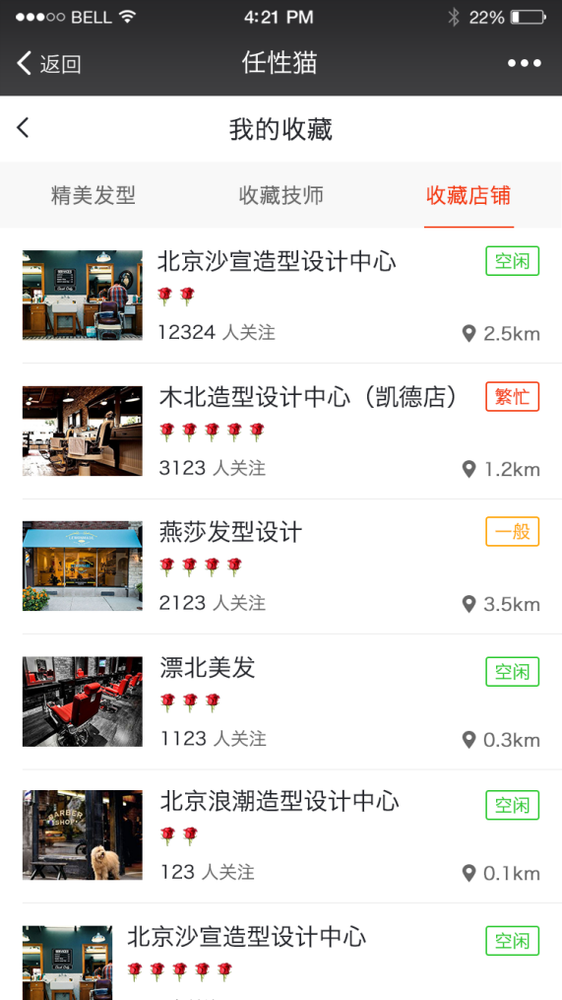 BELL 4:21 PM 22%
返回 任性猫
我的收藏
精美发型 收藏技师 收藏店铺
北京沙宣造型设计中心 空闲
12324 人关注 2.5km
木北造型设计中心（凯德店） 繁忙
3123 人关注 1.2km
燕莎发型设计 一般
2123 人关注 3.5km
漂北美发 空闲
1123 人关注 0.3km
北京浪潮造型设计中心 空闲
BARBER
SHOP
123 人关注 0.1km
北京沙宣造型设计中心 空闲